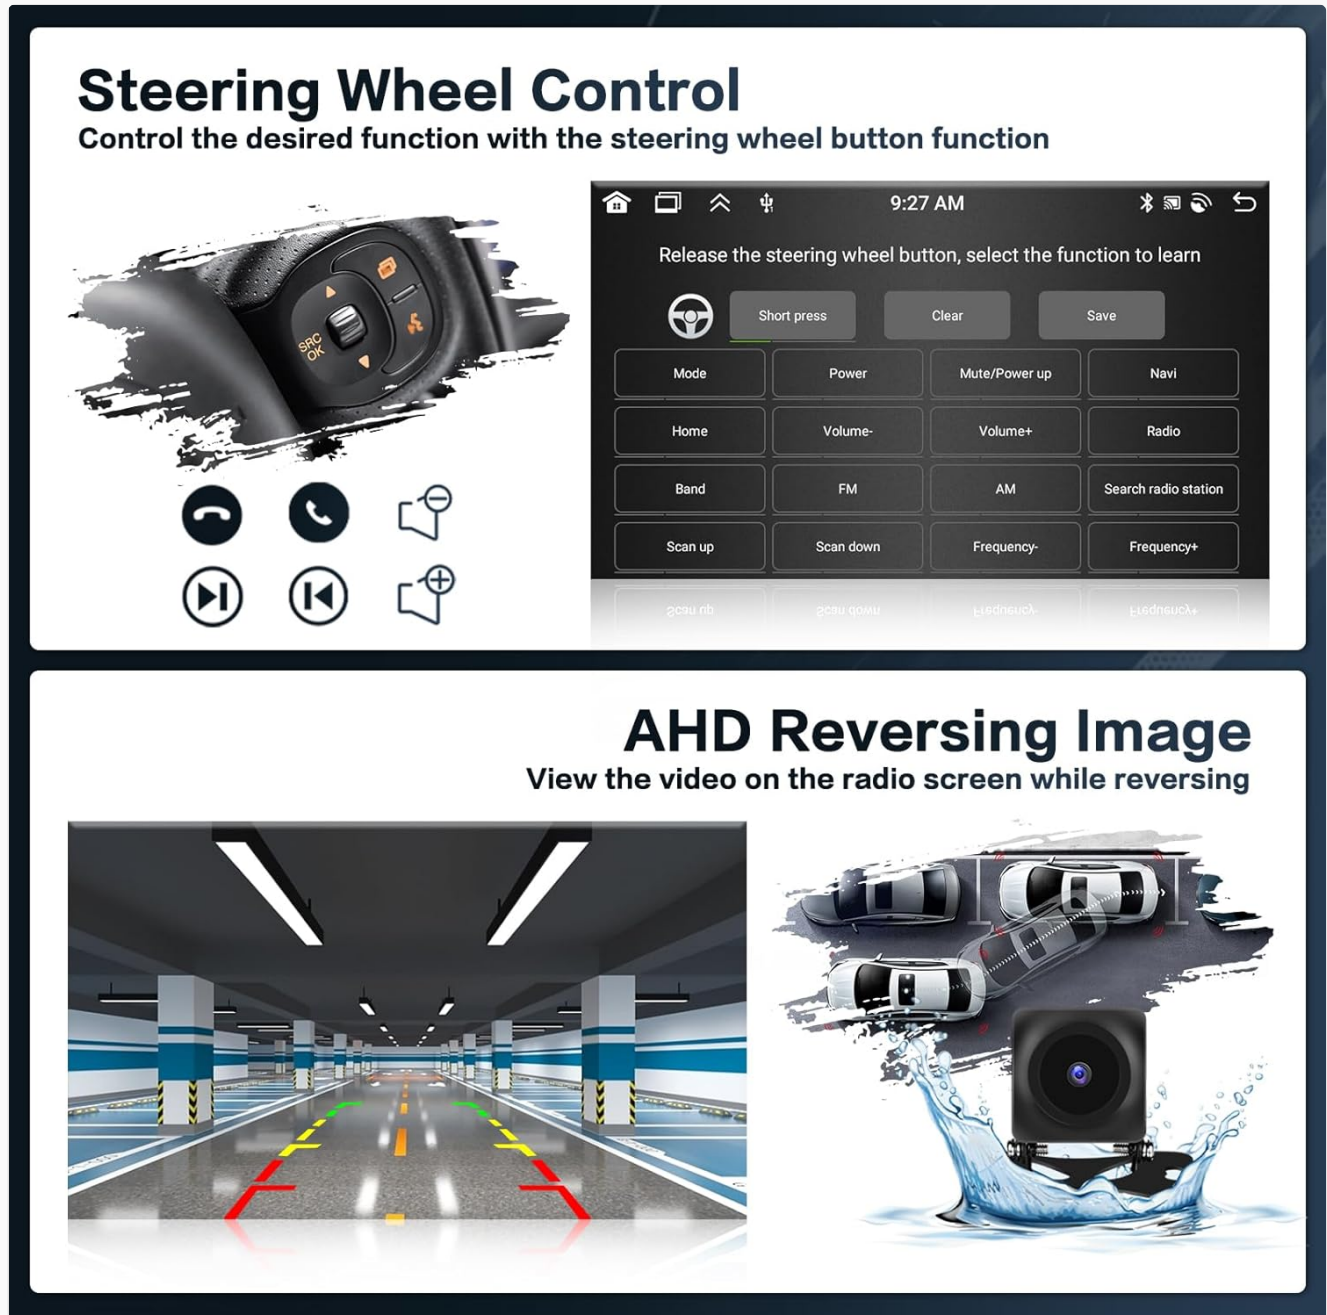 Steering Wheel Control
Control the desired function with the steering wheel button function
9:27 AM
Release the steering wheel button, select the function to learn
Short press Clear Save
Mode Power Mute/Power up Navi
Home Volume- Volume+ Radio
Band FM AM Search radio station
Scan up Scan down Frequency- Frequency+
SRC
OK
AHD Reversing Image
View the video on the radio screen while reversing